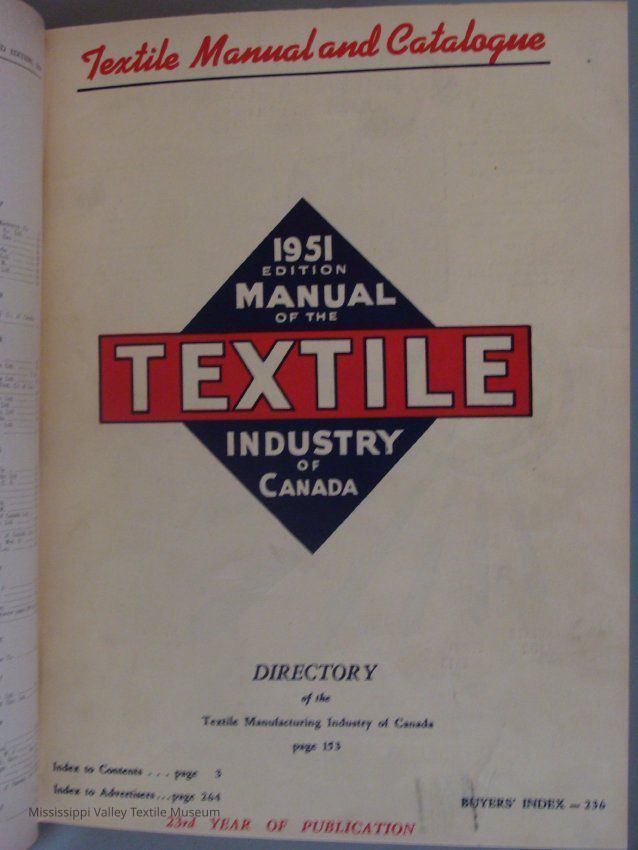 Textile Manual and Catalogue
1951
EDITION
MANUAL
OF THE
TEXTILE
INDUSTRY
OF
CANADA
DIRECTORY
of the
Textile Manufacturing Industry of Canada
page 153
Index to Contents . . . page 3
Index to Advertisers . . . page 264
BUYERS' INDEX — 236
Mississippi Valley Textile Museum
23rd YEAR OF PUBLICATION